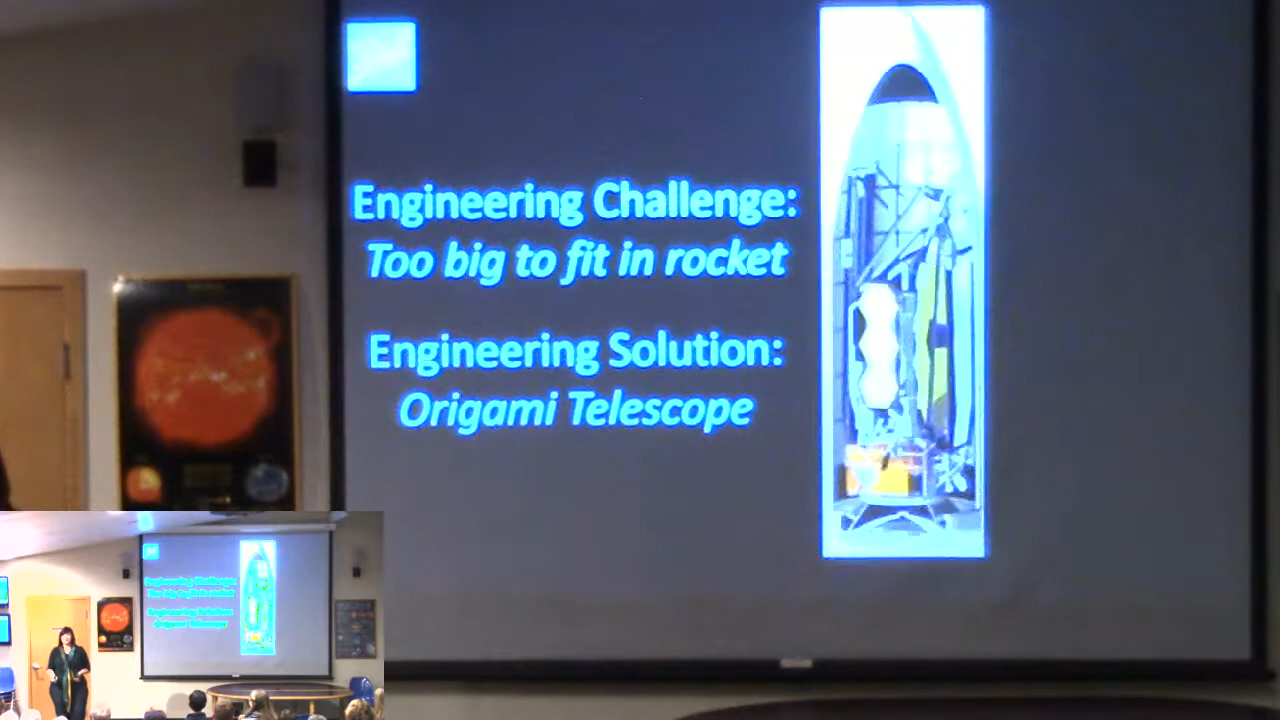 Engineering Challenge:
Too big to fit in rocket
Engineering Solution:
Origami Telescope